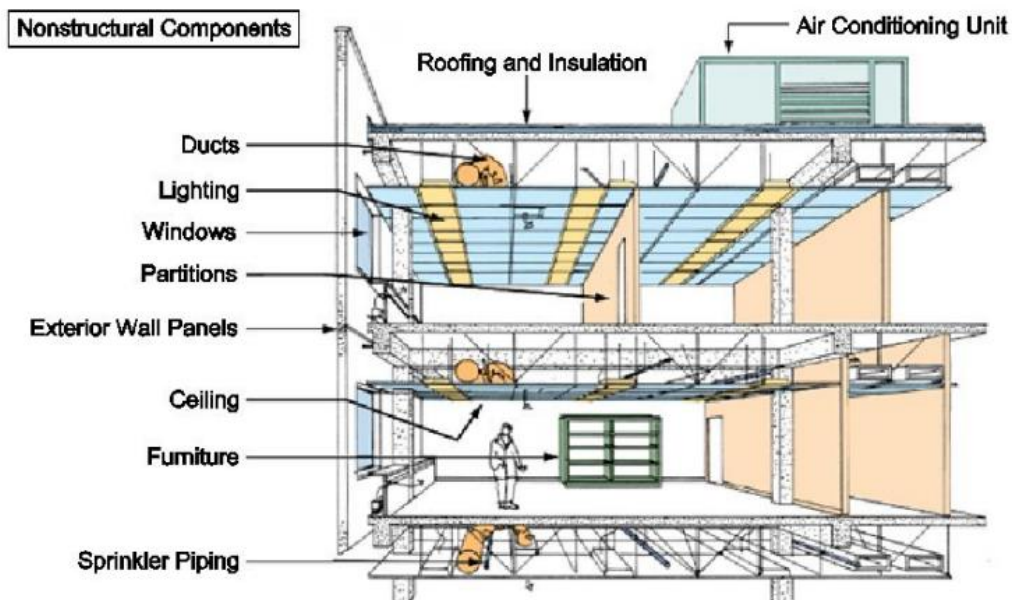 Nonstructural Components
Air Conditioning Unit
Roofing and Insulation
Ducts
Lighting
Windows
Partitions
Exterior Wall Panels
Ceiling
Furniture
Sprinkler Piping